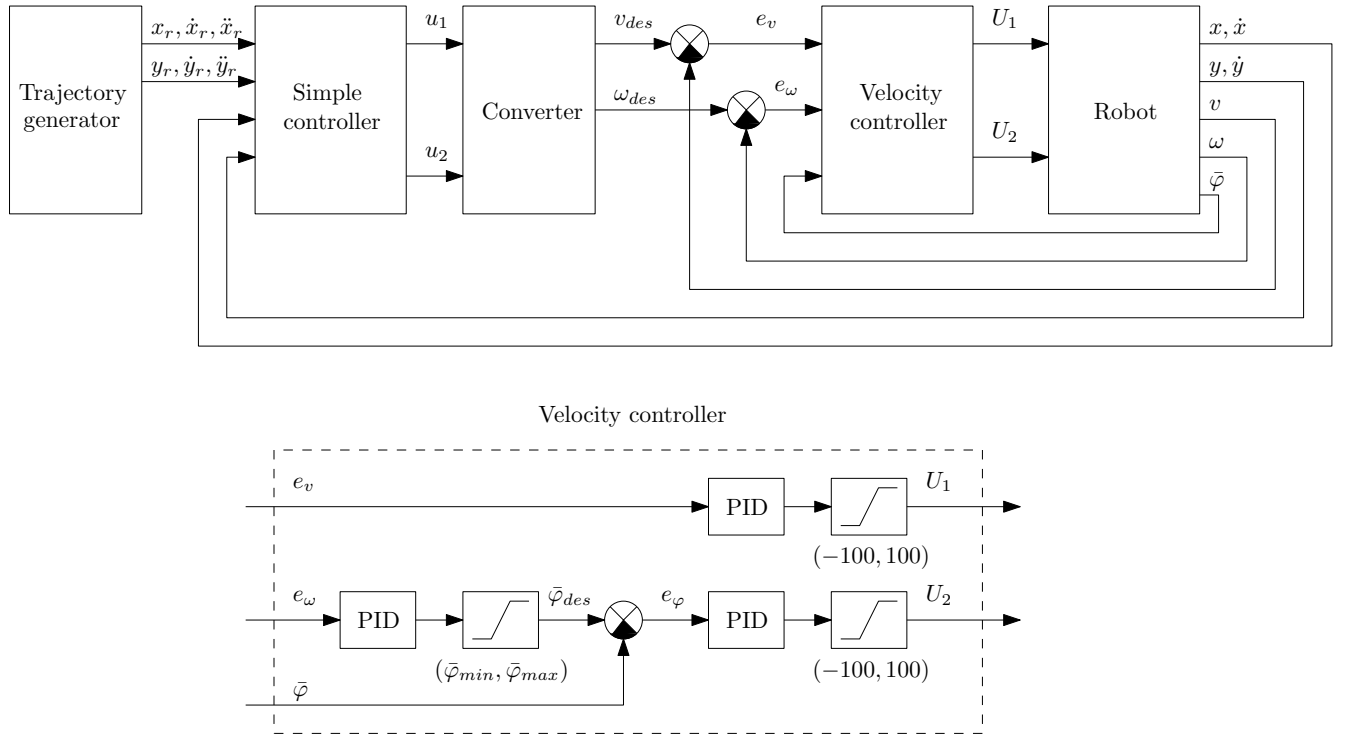 Trajectory
generator
x_r, ẋ_r, ẍ_r
y_r, ẏ_r, ÿ_r
Simple
controller
u_1
u_2
Converter
v_des
ω_des
e_v
e_ω
Velocity
controller
U_1
U_2
Robot
x, ẋ
y, ẏ
v
ω
φ̄
Velocity controller
e_v
PID
U_1
(−100, 100)
e_ω
PID
(φ̄_min, φ̄_max)
φ̄_des
e_φ
PID
U_2
(−100, 100)
φ̄